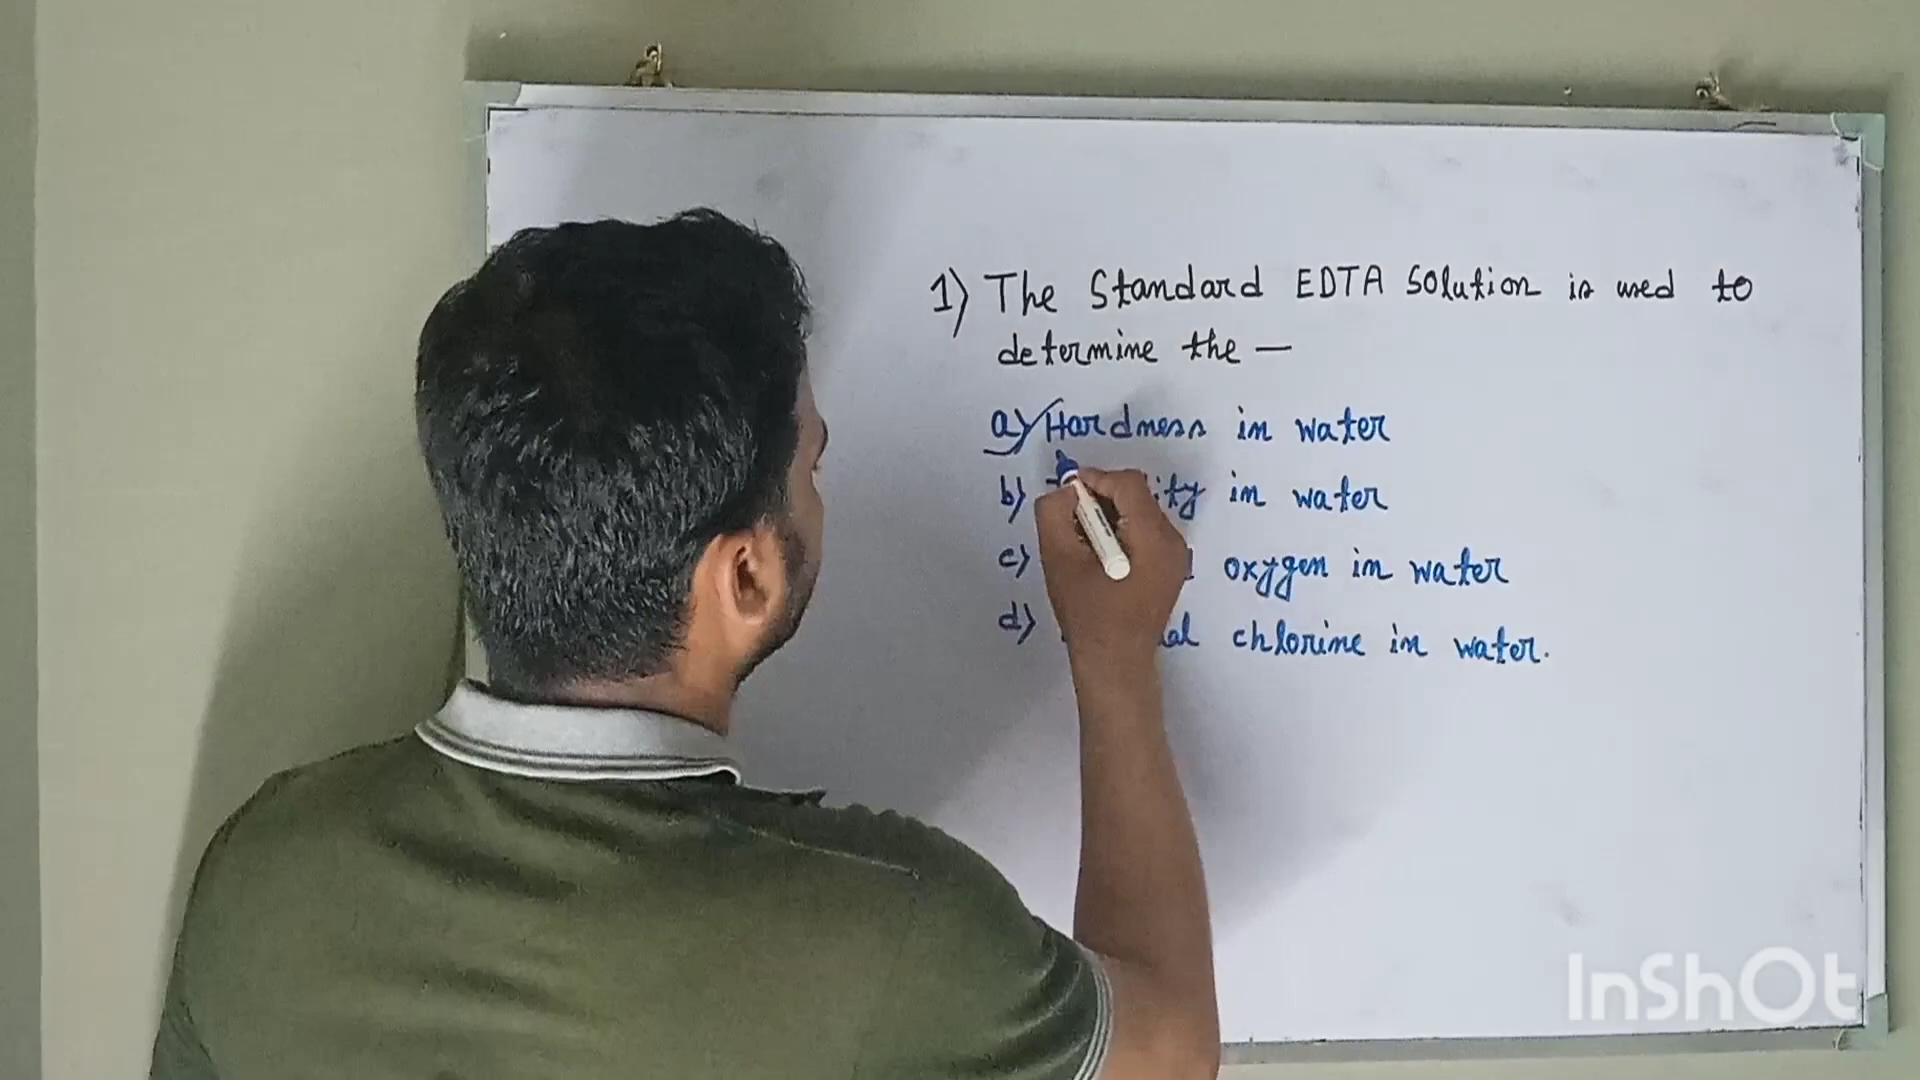 1) The Standard EDTA Solution is used to
determine the —
a) Hardness in water
b) in water
c) oxygen in water
d) chlorine in water.
InShOt